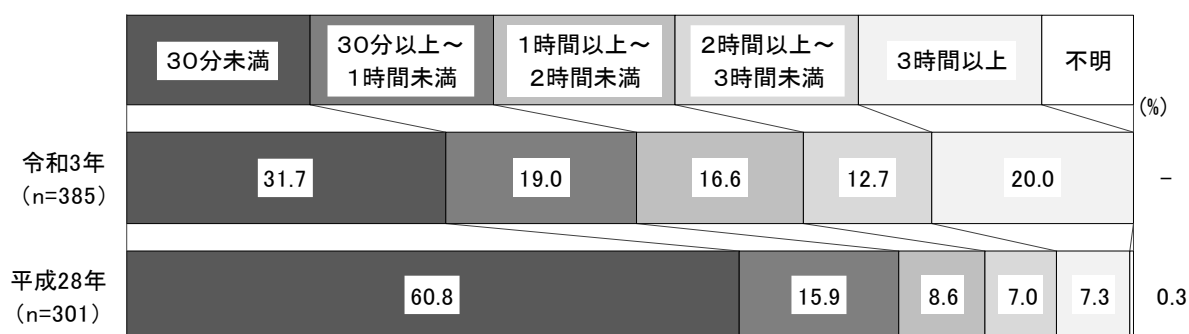 30分未満
30分以上～
1時間未満
1時間以上～
2時間未満
2時間以上～
3時間未満
3時間以上
不明
(%)
令和3年
(n=385)
31.7
19.0
16.6
12.7
20.0
-
平成28年
(n=301)
60.8
15.9
8.6
7.0
7.3
0.3